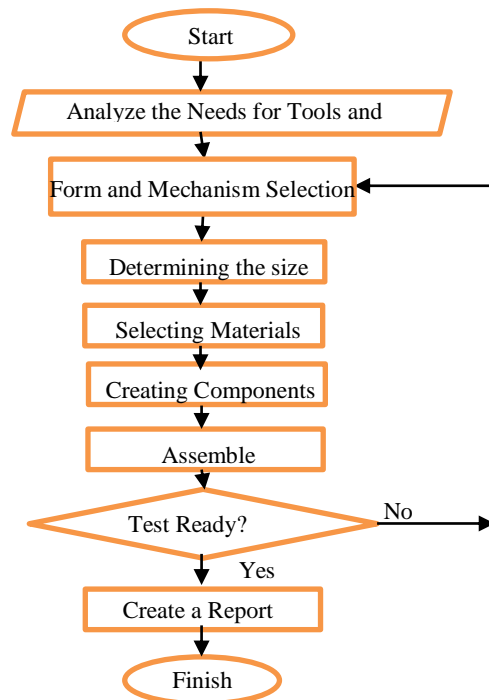 Start
Analyze the Needs for Tools and
Form and Mechanism Selection
Determining the size
Selecting Materials
Creating Components
Assemble
Test Ready?
No
Yes
Create a Report
Finish